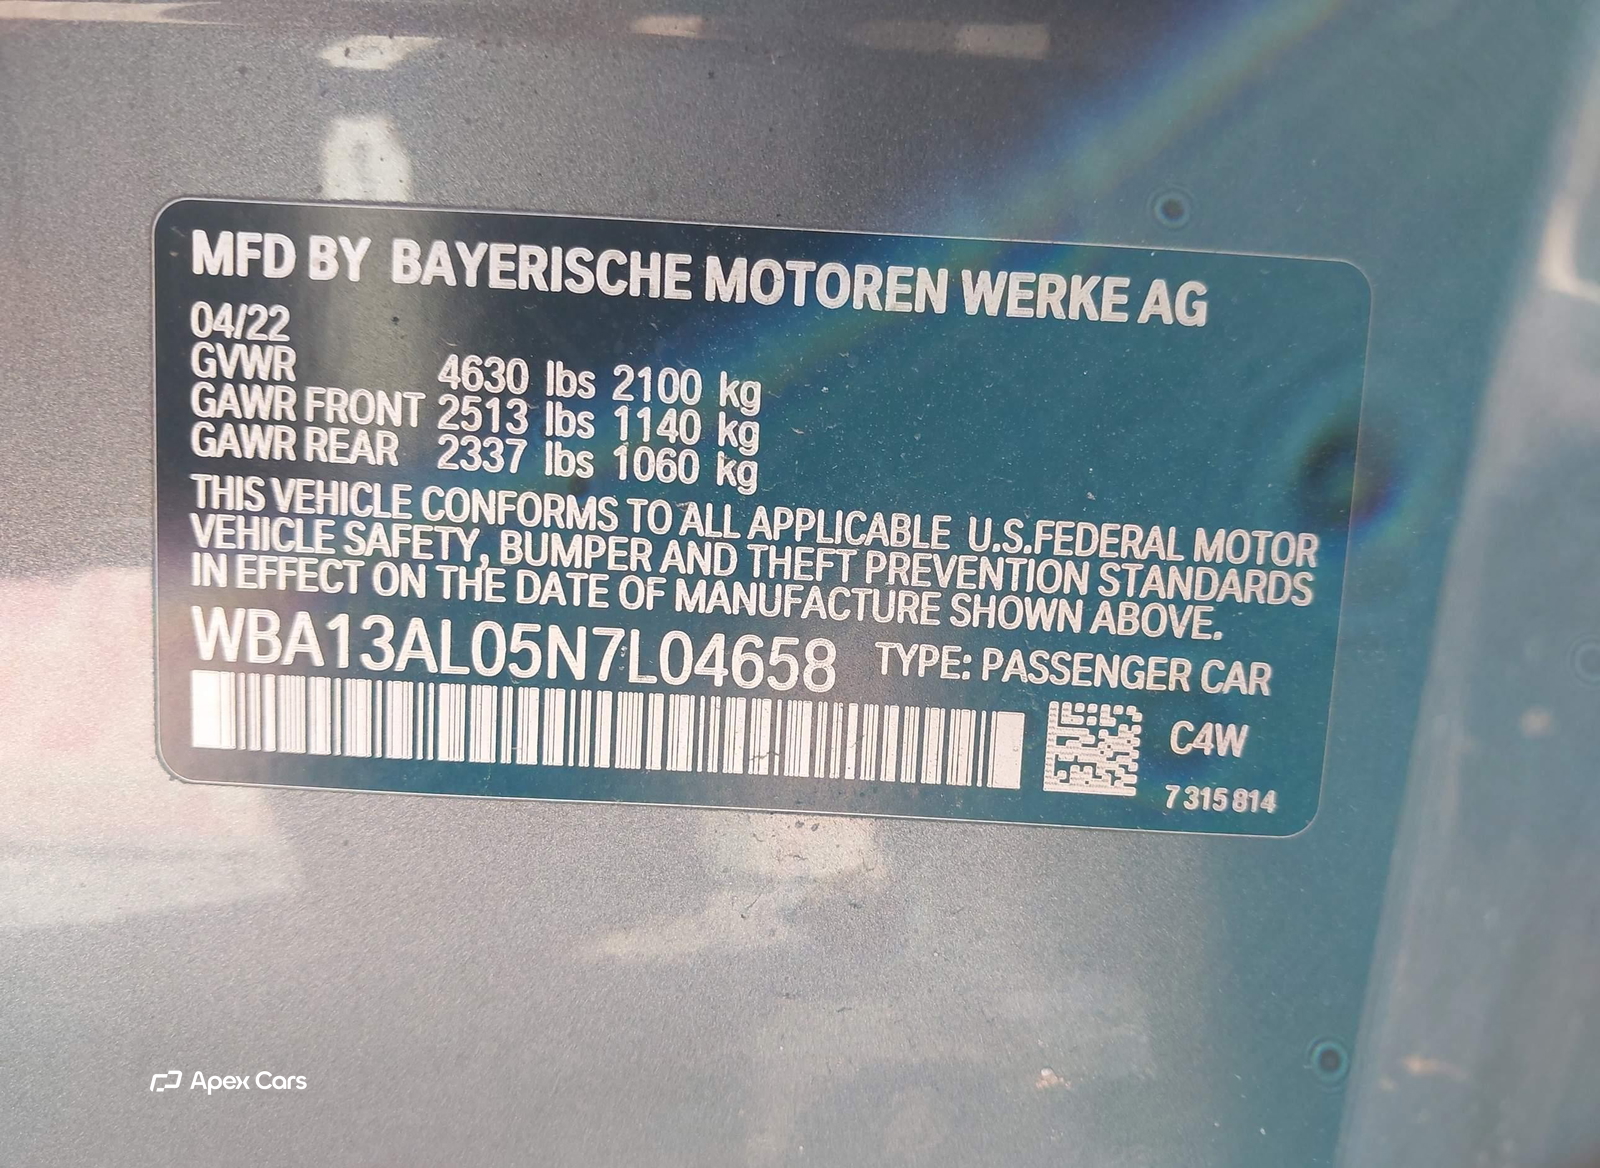 MFD BY BAYERISCHE MOTOREN WERKE AG
04/22
GVWR 4630 lbs 2100 kg
GAWR FRONT 2513 lbs 1140 kg
GAWR REAR 2337 lbs 1060 kg
THIS VEHICLE CONFORMS TO ALL APPLICABLE U.S.FEDERAL MOTOR
VEHICLE SAFETY, BUMPER AND THEFT PREVENTION STANDARDS
IN EFFECT ON THE DATE OF MANUFACTURE SHOWN ABOVE.
WBA13AL05N7L04658 TYPE: PASSENGER CAR
C4W
7 315 814
Apex Cars